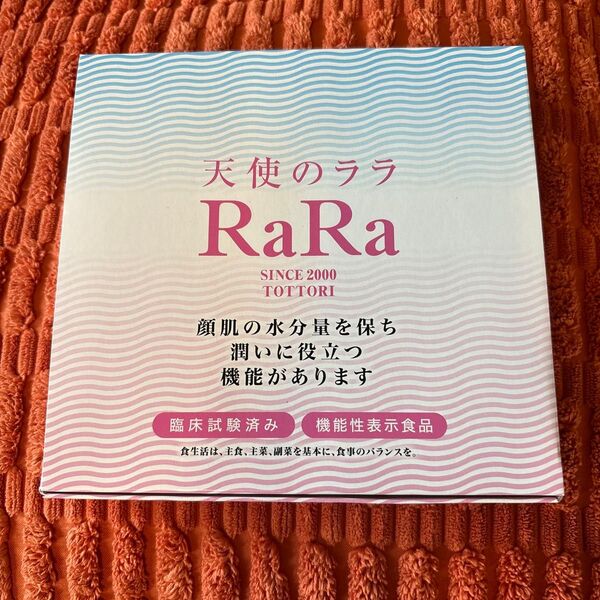 天使のララ
RaRa
SINCE 2000
TOTTORI
顔肌の水分量を保ち
潤いに役立つ
機能があります
臨床試験済み 機能性表示食品
食生活は、主食、主菜、副菜を基本に、食事のバランスを。